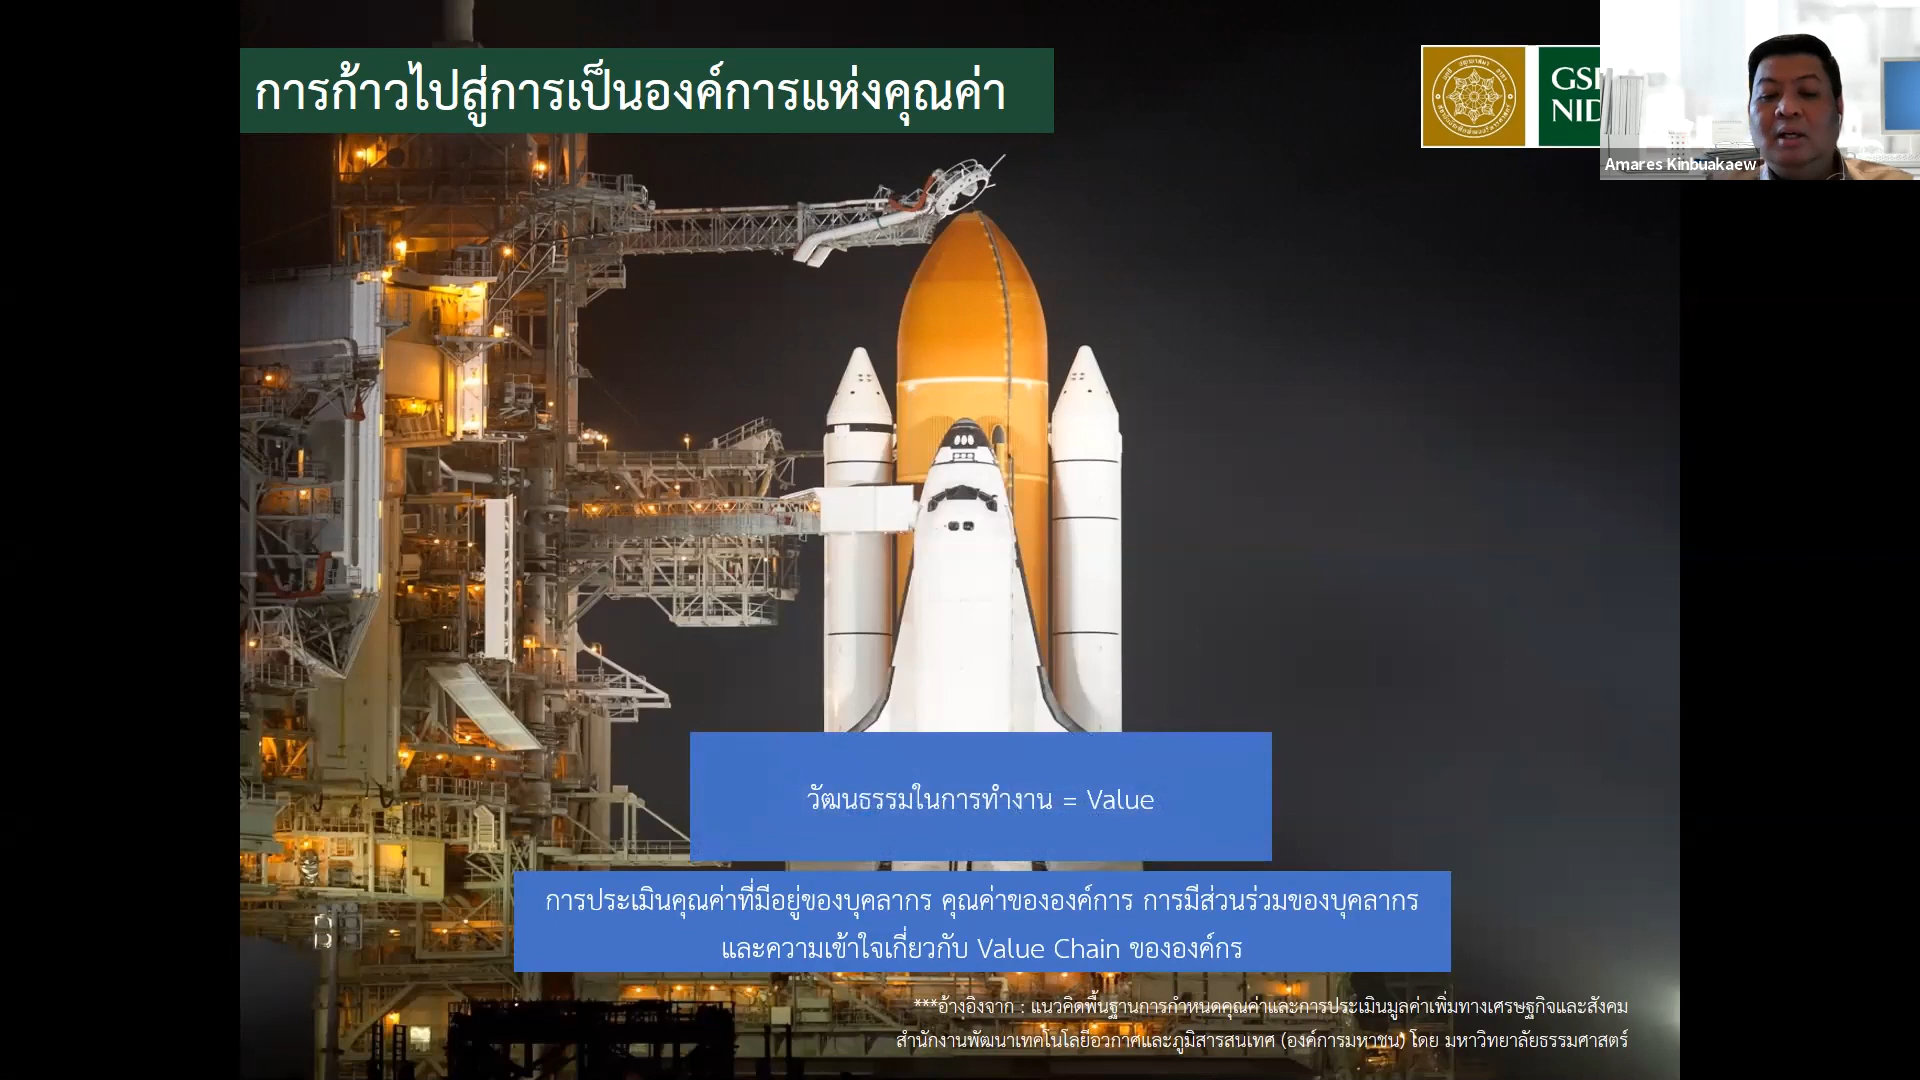 การก้าวไปสู่การเป็นองค์การแห่งคุณค่า
Amares Kinbuakaew
วัฒนธรรมในการทำงาน = Value
การประเมินคุณค่าที่มีอยู่ของบุคลากร คุณค่าขององค์การ การมีส่วนร่วมของบุคลากร
และความเข้าใจเกี่ยวกับ Value Chain ขององค์กร
***อ้างอิงจาก : แนวคิดพื้นฐานการกำหนดคุณค่าและการประเมินมูลค่าเพิ่มทางเศรษฐกิจและสังคม
สำนักงานพัฒนาเทคโนโลยีอวกาศและภูมิสารสนเทศ (องค์การมหาชน) โดย มหาวิทยาลัยธรรมศาสตร์